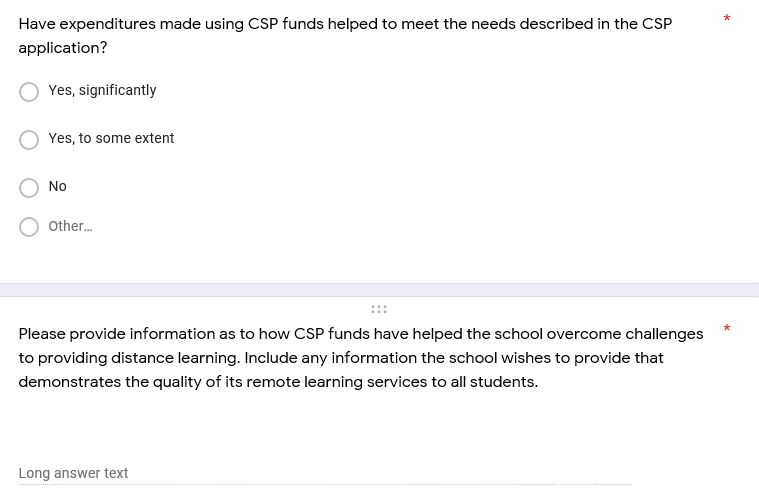 Have expenditures made using CSP funds helped to meet the needs described in the CSP *
application?
Yes, significantly
Yes, to some extent
No
Other...
Please provide information as to how CSP funds have helped the school overcome challenges *
to providing distance learning. Include any information the school wishes to provide that
demonstrates the quality of its remote learning services to all students.
Long answer text